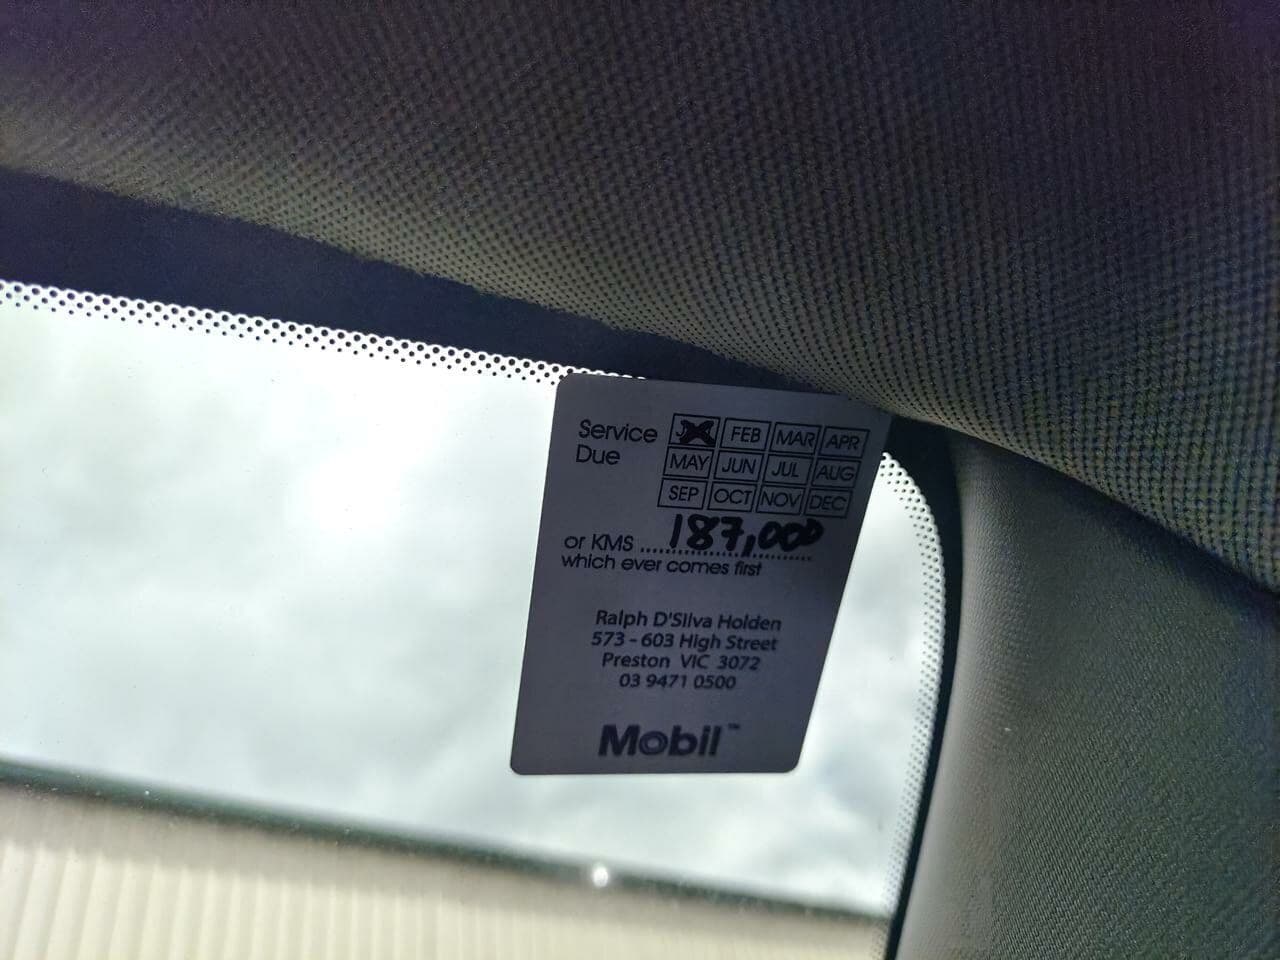 Service Due
JAN FEB MAR APR
MAY JUN JUL AUG
SEP OCT NOV DEC
or KMS 187,000
which ever comes first
Ralph D'Silva Holden
573 - 603 High Street
Preston VIC 3072
03 9471 0500
Mobil™